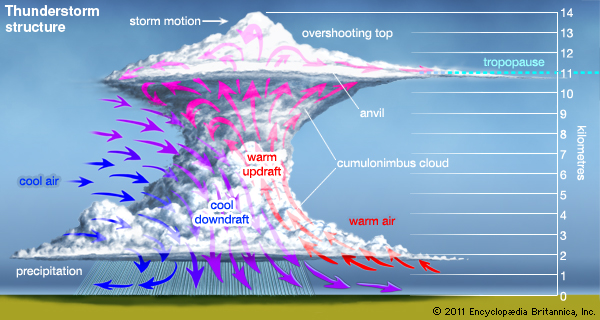 Thunderstorm
structure
storm motion
overshooting top
tropopause
anvil
cumulonimbus cloud
warm
updraft
cool air
cool
downdraft
warm air
precipitation
14
13
12
11
10
9
8
7
6
5
4
3
2
1
0
kilometres
© 2011 Encyclopædia Britannica, Inc.